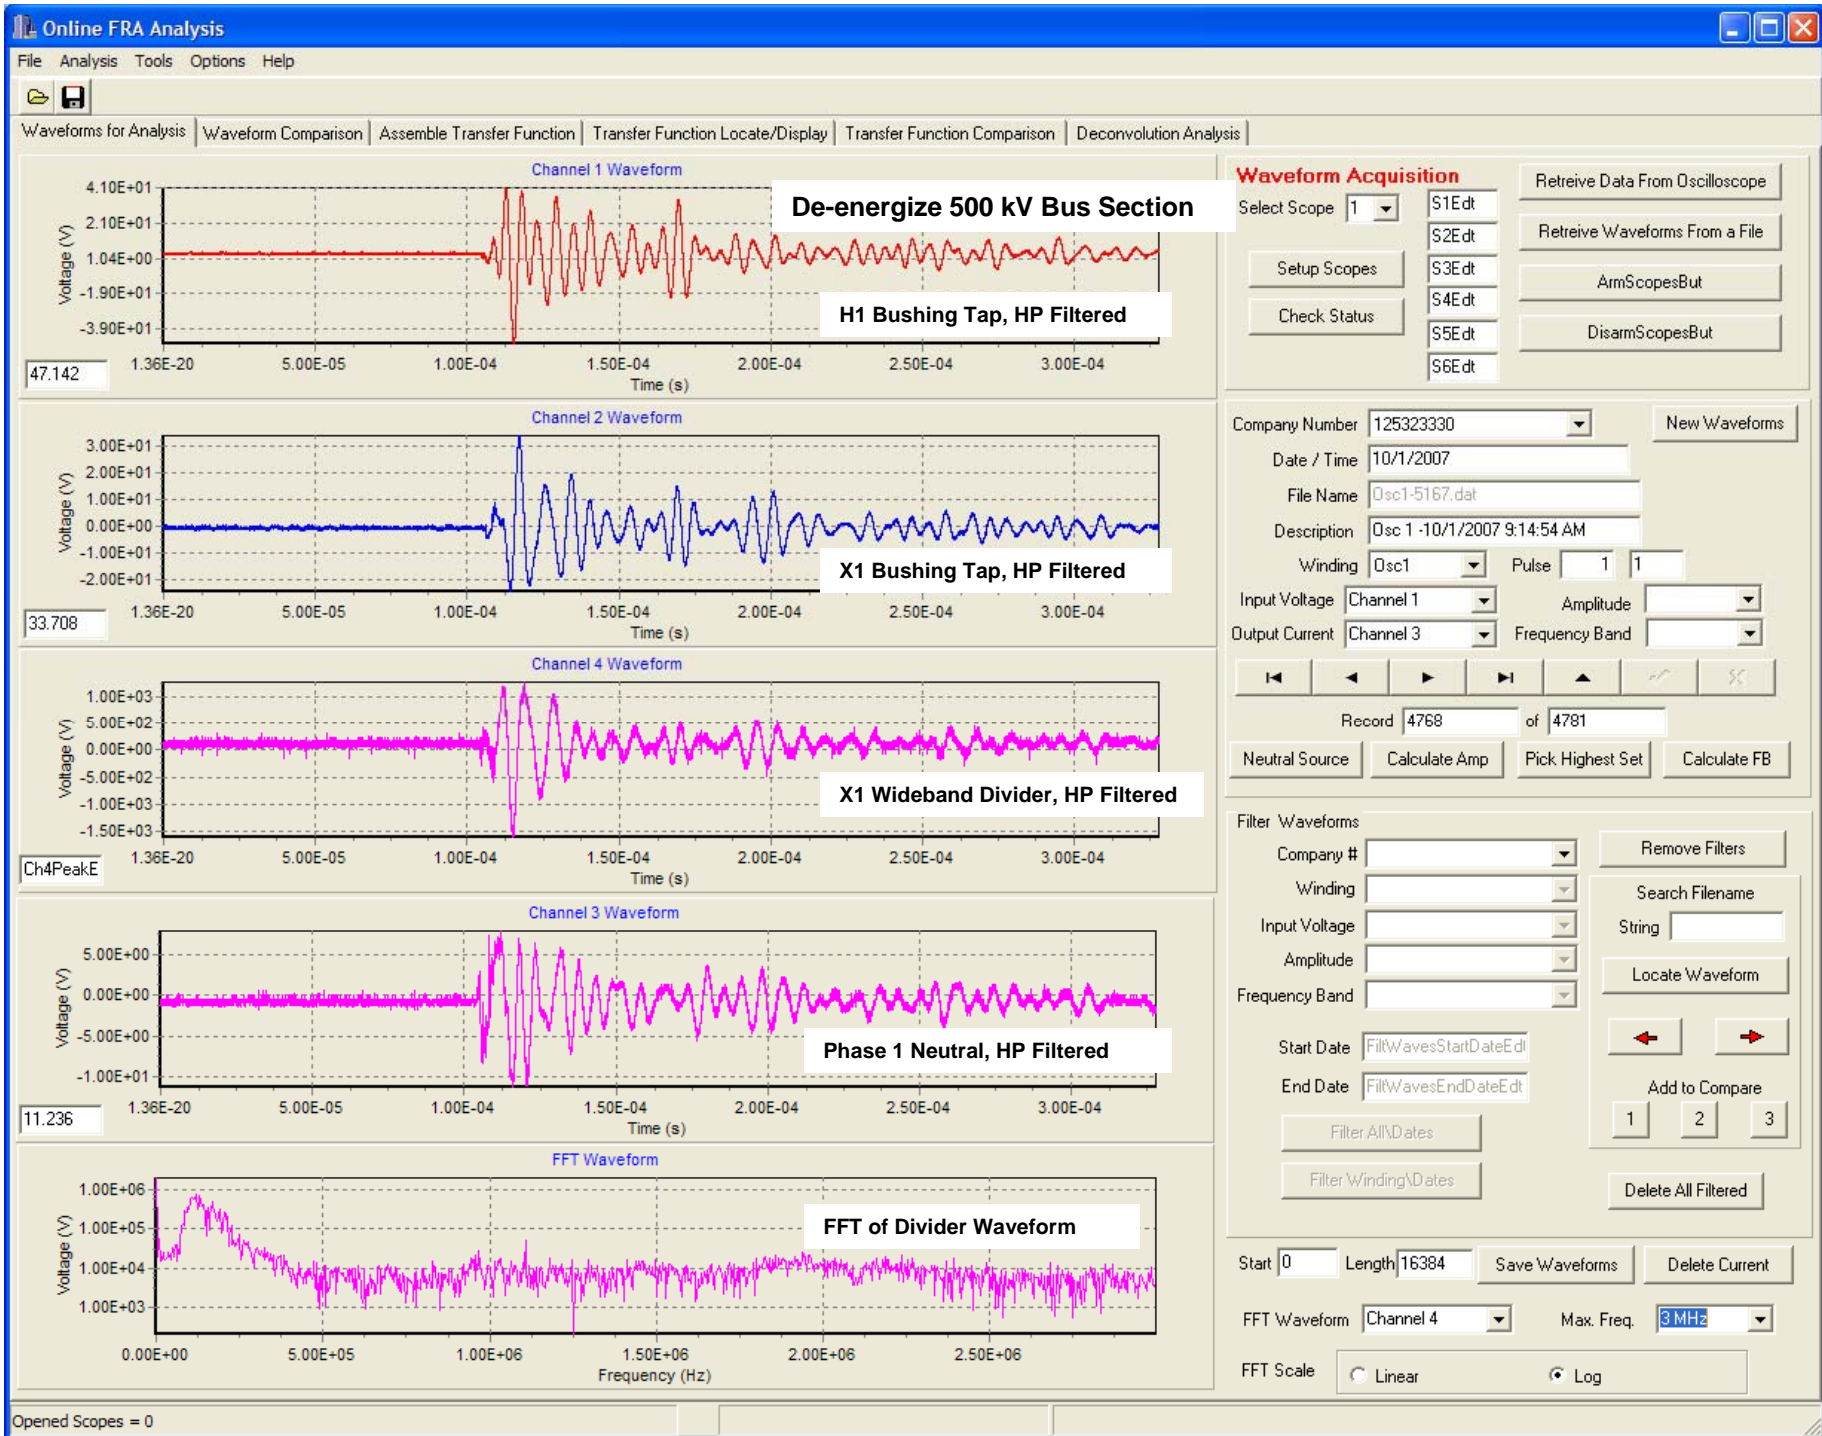 Online FRA Analysis
File Analysis Tools Options Help
Waveforms for Analysis Waveform Comparison Assemble Transfer Function Transfer Function Locate/Display Transfer Function Comparison Deconvolution Analysis
Channel 1 Waveform
De-energize 500 kV Bus Section
H1 Bushing Tap, HP Filtered
Voltage (V)
4.10E+01
2.10E+01
1.04E+00
-1.90E+01
-3.90E+01
47.142
1.36E-20 5.00E-05 1.00E-04 1.50E-04 2.00E-04 2.50E-04 3.00E-04
Time (s)
Channel 2 Waveform
X1 Bushing Tap, HP Filtered
Voltage (V)
3.00E+01
2.00E+01
1.00E+01
0.00E+00
-1.00E+01
-2.00E+01
33.708
1.36E-20 5.00E-05 1.00E-04 1.50E-04 2.00E-04 2.50E-04 3.00E-04
Time (s)
Channel 4 Waveform
X1 Wideband Divider, HP Filtered
Voltage (V)
1.00E+03
5.00E+02
0.00E+00
-5.00E+02
-1.00E+03
-1.50E+03
Ch4PeakE
1.36E-20 5.00E-05 1.00E-04 1.50E-04 2.00E-04 2.50E-04 3.00E-04
Time (s)
Channel 3 Waveform
Phase 1 Neutral, HP Filtered
Voltage (V)
5.00E+00
0.00E+00
-5.00E+00
-1.00E+01
11.236
1.36E-20 5.00E-05 1.00E-04 1.50E-04 2.00E-04 2.50E-04 3.00E-04
Time (s)
FFT Waveform
FFT of Divider Waveform
Voltage (V)
1.00E+06
1.00E+05
1.00E+04
1.00E+03
0.00E+00 5.00E+05 1.00E+06 1.50E+06 2.00E+06 2.50E+06
Frequency (Hz)
Waveform Acquisition
Select Scope 1
Setup Scopes
Check Status
S1Edt
S2Edt
S3Edt
S4Edt
S5Edt
S6Edt
Retreive Data From Oscilloscope
Retreive Waveforms From a File
ArmScopesBut
DisarmScopesBut
Company Number 125323330 New Waveforms
Date / Time 10/1/2007
File Name Osc1-5167.dat
Description Osc 1 -10/1/2007 9:14:54 AM
Winding Osc1 Pulse 1 1
Input Voltage Channel 1 Amplitude
Output Current Channel 3 Frequency Band
Record 4768 of 4781
Neutral Source Calculate Amp Pick Highest Set Calculate FB
Filter Waveforms
Company #
Winding
Input Voltage
Amplitude
Frequency Band
Start Date FiltWavesStartDateEdt
End Date FiltWavesEndDateEdt
Filter All\Dates
Filter Winding\Dates
Remove Filters
Search Filename
String
Locate Waveform
Add to Compare
1 2 3
Delete All Filtered
Start 0 Length 16384 Save Waveforms Delete Current
FFT Waveform Channel 4 Max. Freq. 3 MHz
FFT Scale Linear Log
Opened Scopes = 0